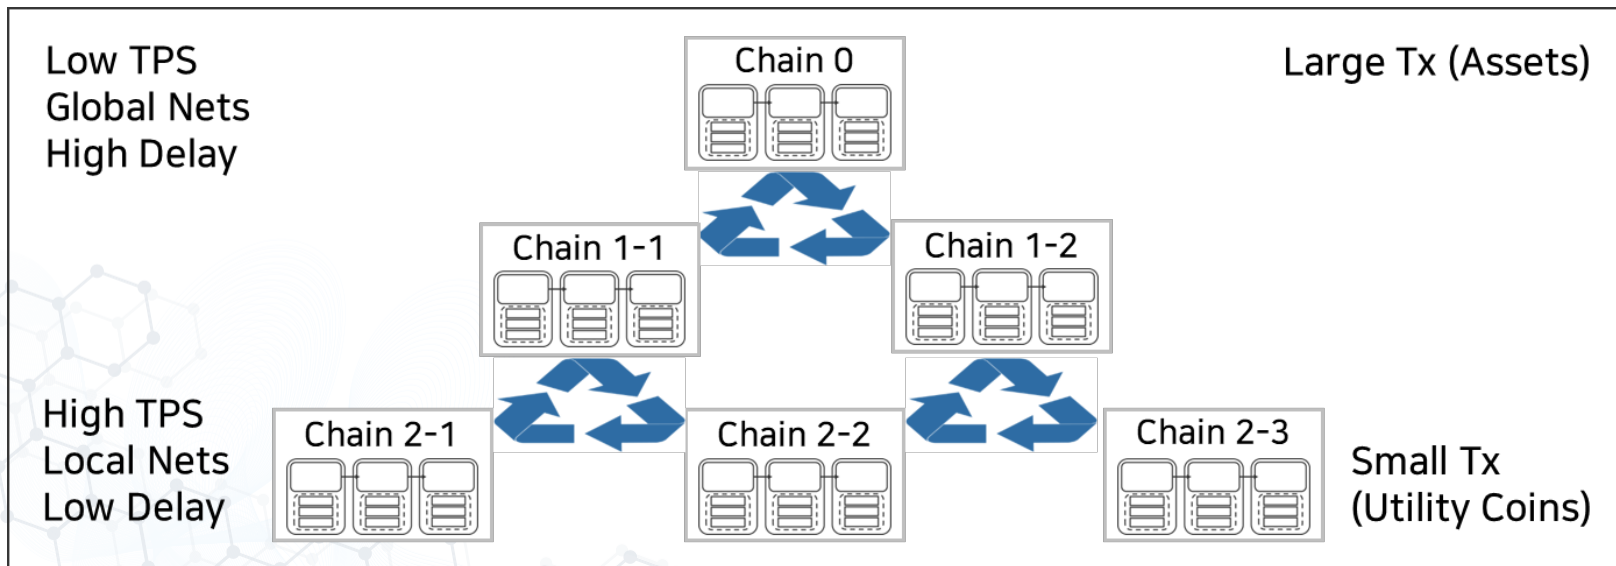 Low TPS
Global Nets
High Delay
Chain 0
Large Tx (Assets)
Chain 1-1
Chain 1-2
High TPS
Local Nets
Low Delay
Chain 2-1
Chain 2-2
Chain 2-3
Small Tx
(Utility Coins)